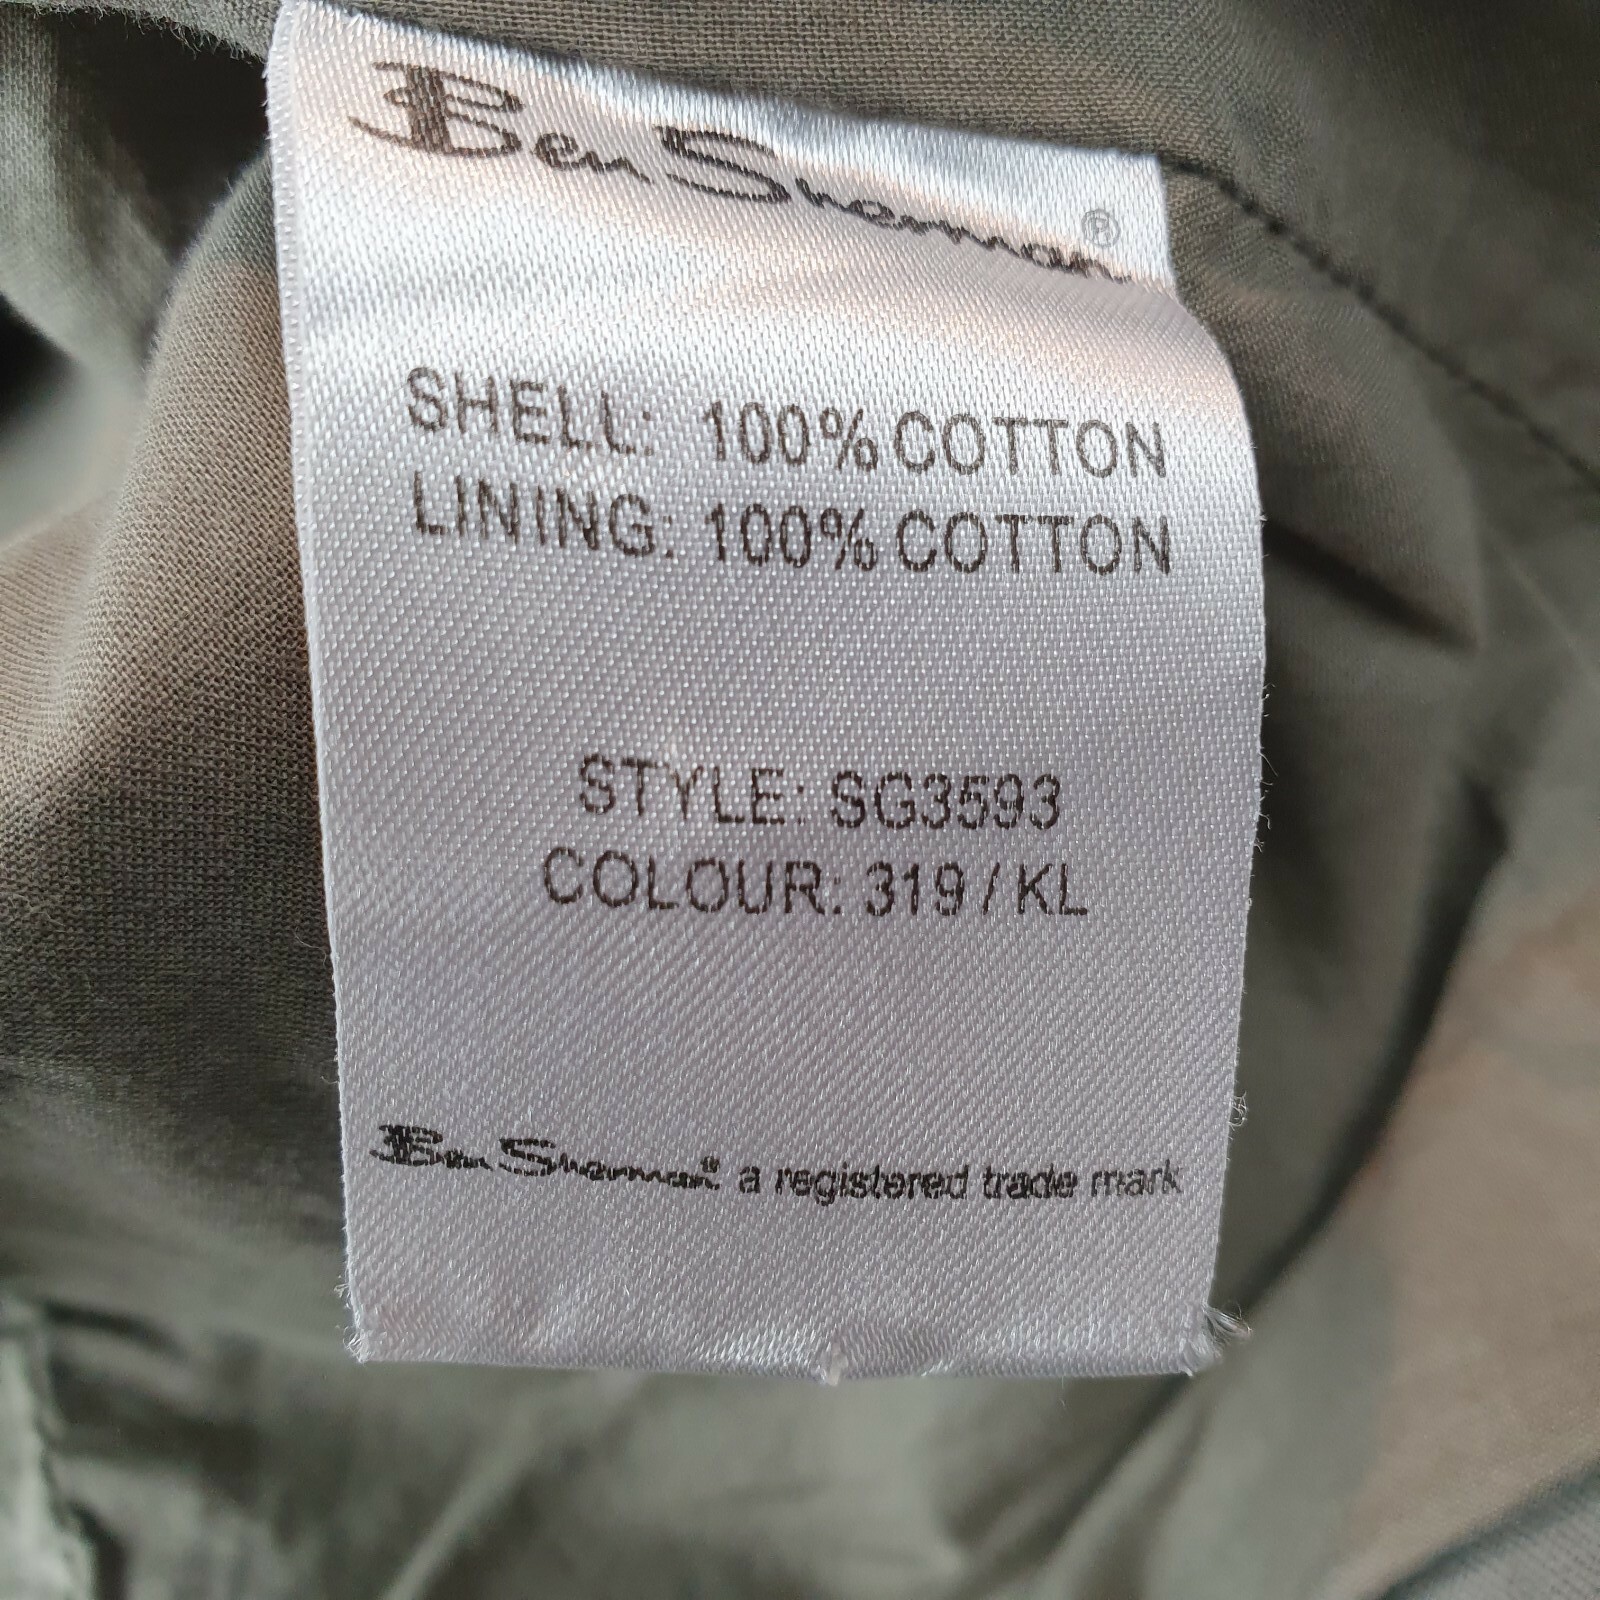 Ben Sherman®
SHELL: 100% COTTON
LINING: 100% COTTON
STYLE: SG3593
COLOUR: 319 / KL
Ben Sherman® a registered trade mark